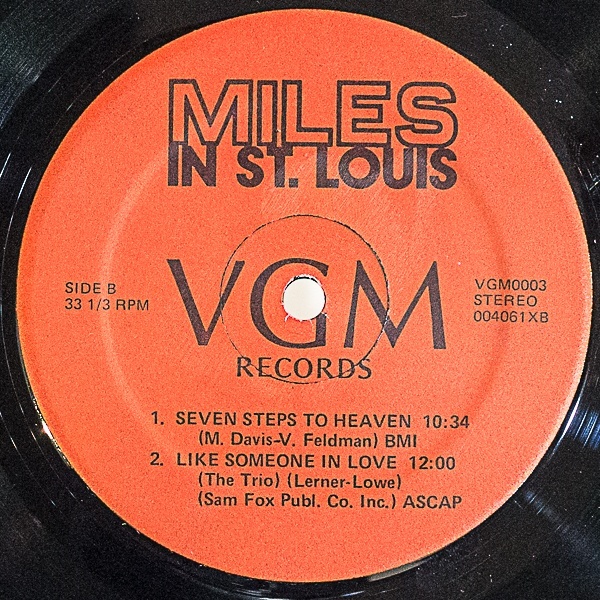 MILES
IN ST. LOUIS
VGM
RECORDS
SIDE B
33 1/3 RPM
VGM0003
STEREO
004061XB
1. SEVEN STEPS TO HEAVEN 10:34
(M. Davis-V. Feldman) BMI
2. LIKE SOMEONE IN LOVE 12:00
(The Trio) (Lerner-Lowe)
(Sam Fox Publ. Co. Inc.) ASCAP